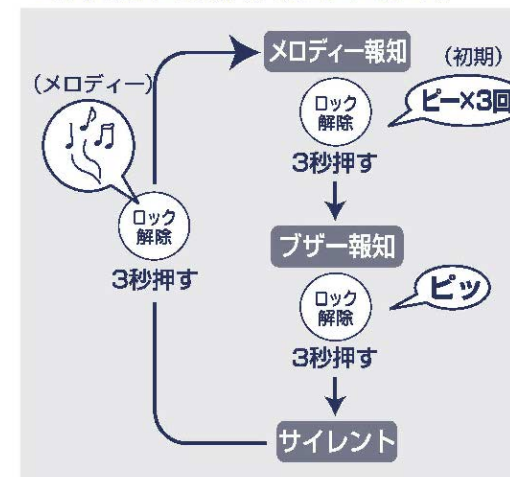 メロディー報知
(初期)
ロック
解除
ピー×3回
3秒押す
ブザー報知
ロック
解除
ピッ
3秒押す
サイレント
(メロディー)
ロック
解除
3秒押す